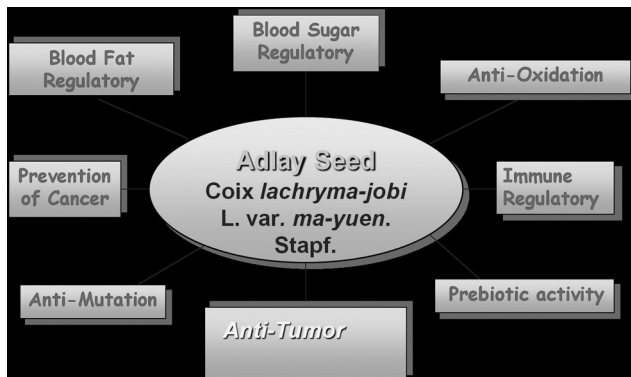 Blood Sugar
Regulatory
Blood Fat
Regulatory
Anti-Oxidation
Adlay Seed
Coix lachryma-jobi
L. var. ma-yuen.
Stapf.
Prevention
of Cancer
Immune
Regulatory
Anti-Mutation
Prebiotic activity
Anti-Tumor